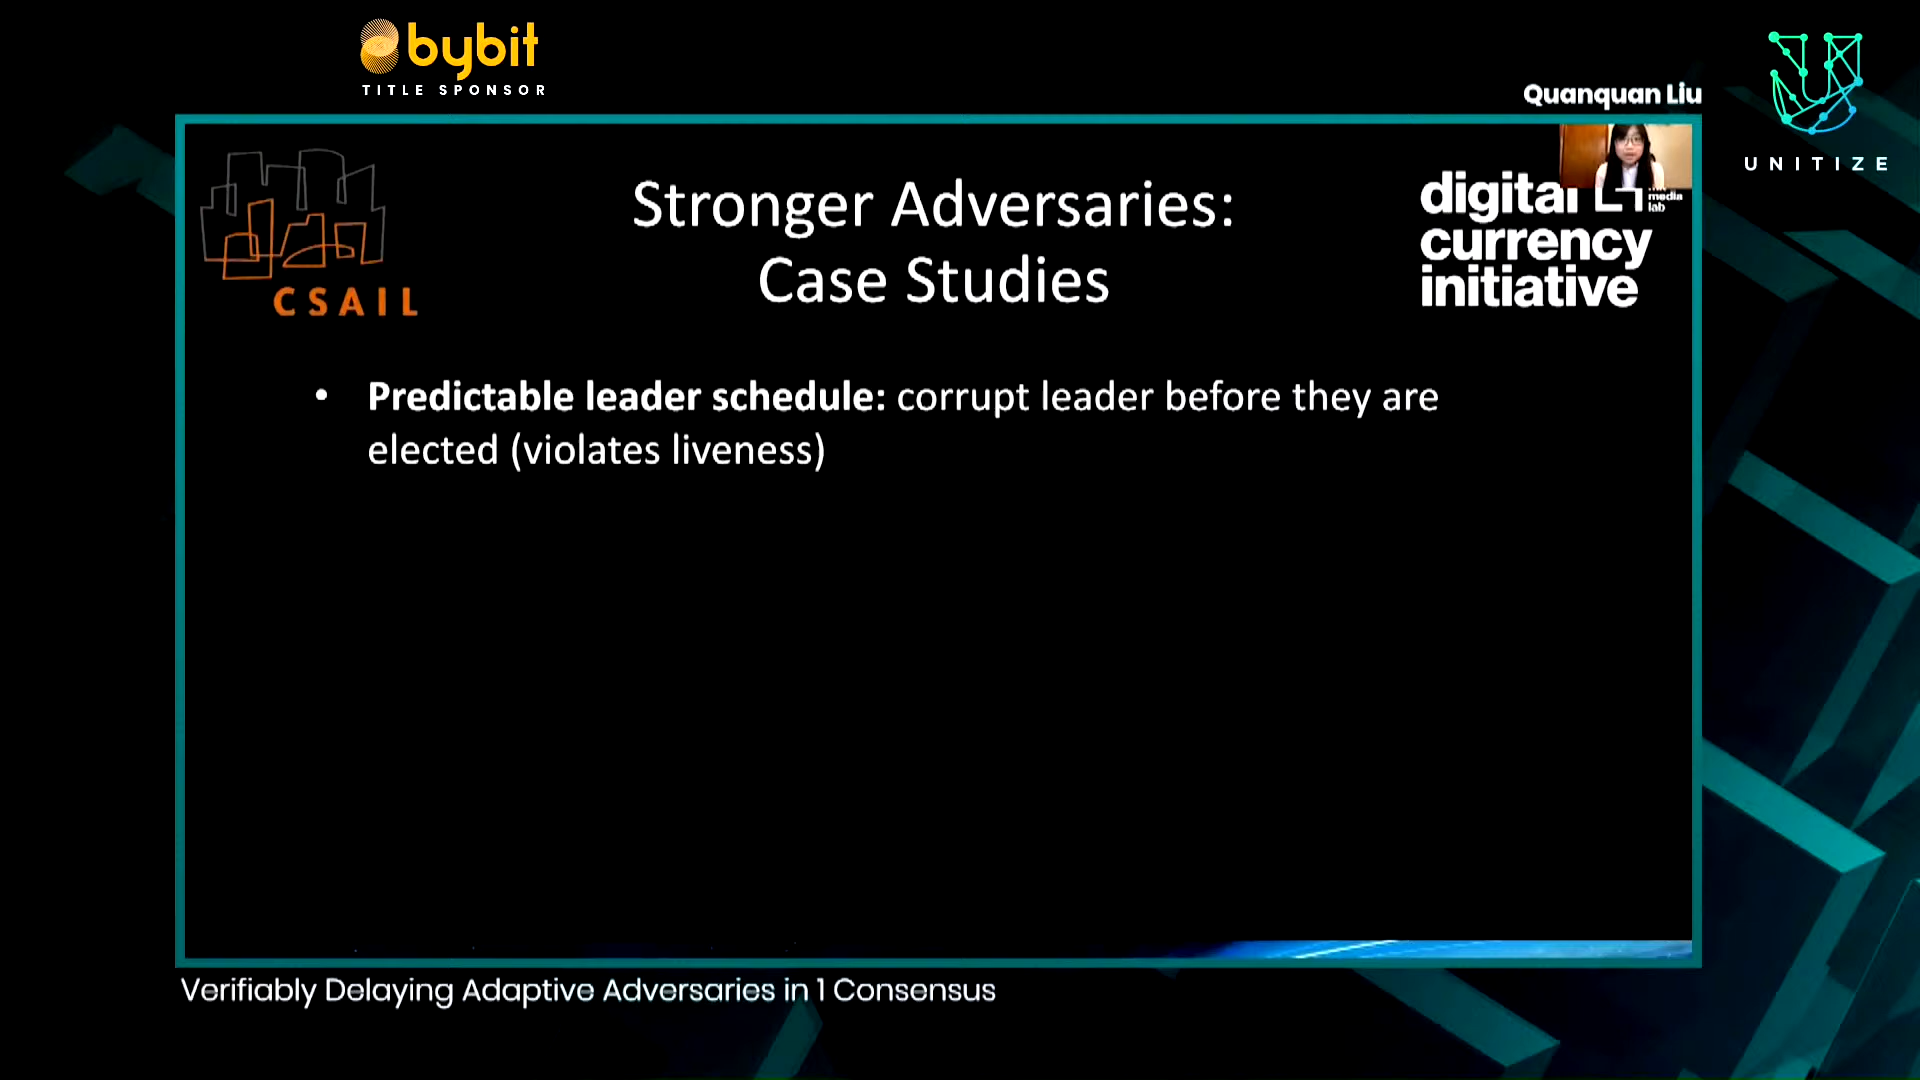 bybit
TITLE SPONSOR
Quanquan Liu
UNITIZE
CSAIL
Stronger Adversaries:
Case Studies
digital
media
lab
currency
initiative
• Predictable leader schedule: corrupt leader before they are
elected (violates liveness)
Verifiably Delaying Adaptive Adversaries in 1 Consensus